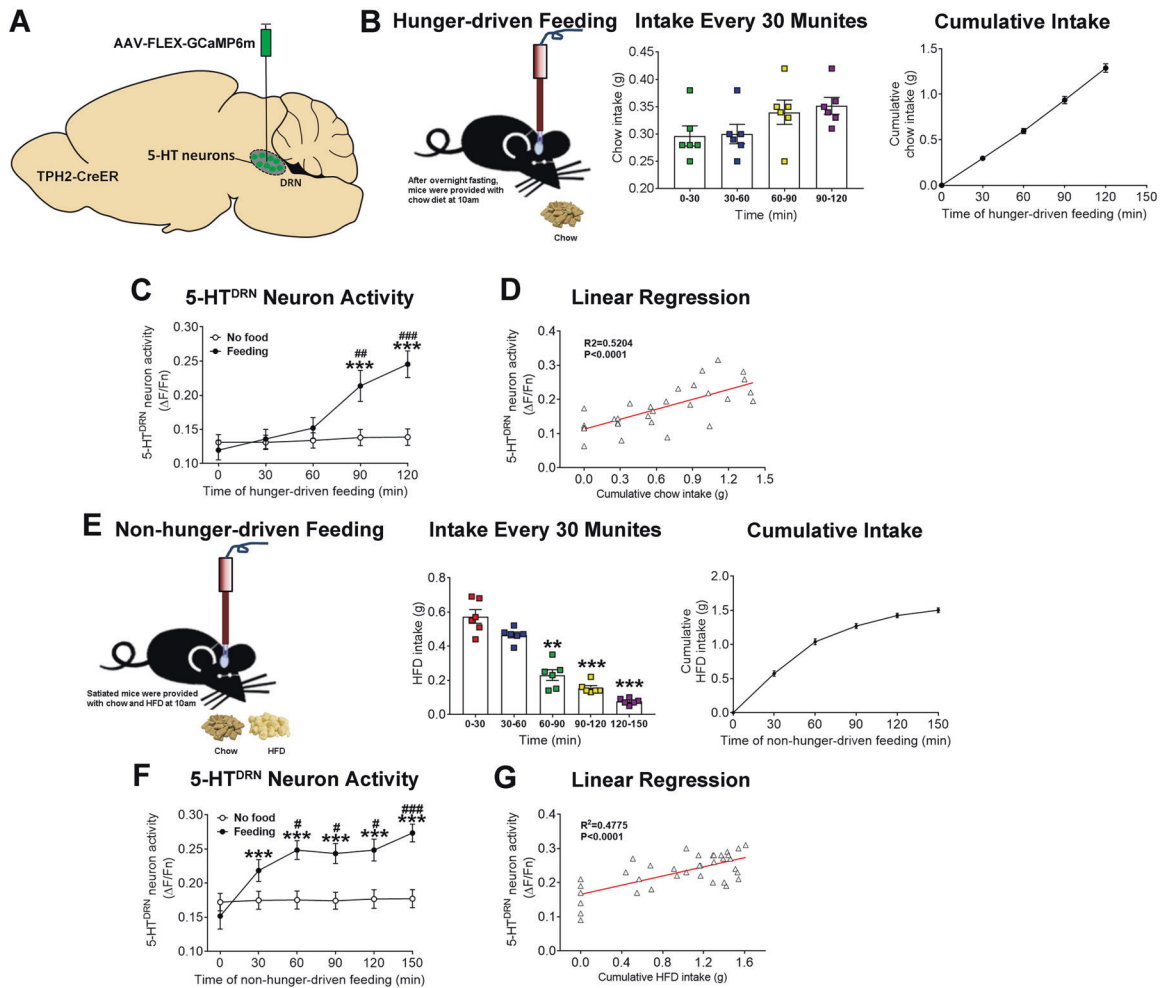 A
AAV-FLEX-GCaMP6m
5-HT neurons
TPH2-CreER
DRN
B
Hunger-driven Feeding
After overnight fasting,
mice were provided with
chow diet at 10am
Chow
Intake Every 30 Munites
Chow intake (g)
0.45
0.40
0.35
0.30
0.25
0.20
0-30
30-60
60-90
90-120
Time (min)
Cumulative Intake
Cumulative
chow intake (g)
1.5
1.0
0.5
0.0
0
30
60
90
120
150
Time of hunger-driven feeding (min)
C
5-HTDRN Neuron Activity
No food
Feeding
5-HTDRN neuron activity
(ΔF/Fn)
0.30
0.25
0.20
0.15
0.10
##
***
###
***
0
30
60
90
120
Time of hunger-driven feeding (min)
D
Linear Regression
R2=0.5204
P<0.0001
5-HTDRN neuron activity
(ΔF/Fn)
0.4
0.3
0.2
0.1
0.0
0.0
0.3
0.6
0.9
1.2
1.5
Cumulative chow intake (g)
E
Non-hunger-driven Feeding
Satiated mice were provided
with chow and HFD at 10am
Chow
HFD
Intake Every 30 Munites
HFD intake (g)
0.8
0.6
0.4
0.2
0.0
**
***
***
0-30
30-60
60-90
90-120
120-150
Time (min)
Cumulative Intake
Cumulative
HFD intake (g)
2.0
1.5
1.0
0.5
0.0
0
30
60
90
120
150
Time of non-hunger-driven feeding (min)
F
5-HTDRN Neuron Activity
No food
Feeding
5-HTDRN neuron activity
(ΔF/Fn)
0.30
0.25
0.20
0.15
0.10
***
#
***
#
***
#
***
###
***
0
30
60
90
120
150
Time of non-hunger-driven feeding (min)
G
Linear Regression
R2=0.4775
P<0.0001
5-HTDRN neuron activity
(ΔF/Fn)
0.4
0.3
0.2
0.1
0.0
0.0
0.4
0.8
1.2
1.6
Cumulative HFD intake (g)